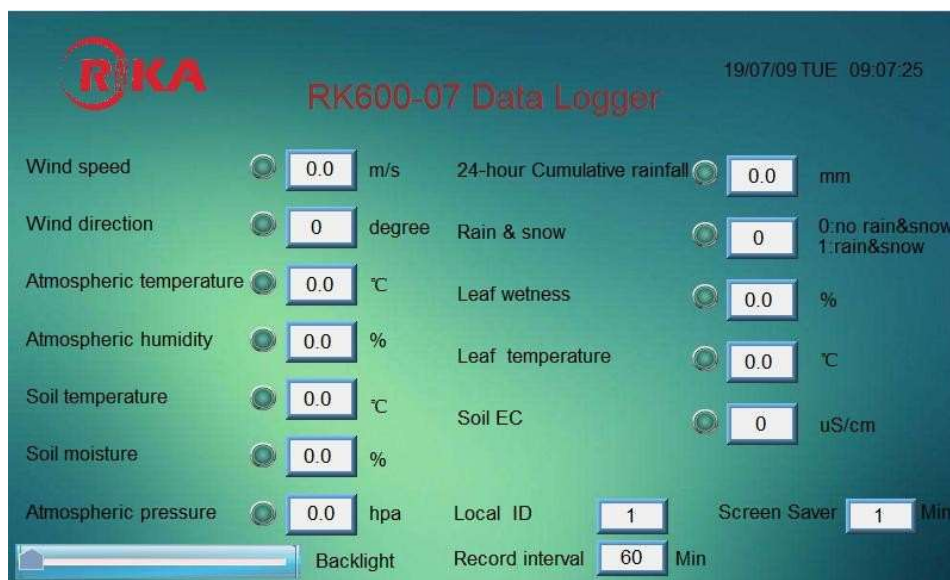 RIKA
19/07/09 TUE 09:07:25
RK600-07 Data Logger
Wind speed 0.0 m/s
Wind direction 0 degree
Atmospheric temperature 0.0 ℃
Atmospheric humidity 0.0 %
Soil temperature 0.0 ℃
Soil moisture 0.0 %
Atmospheric pressure 0.0 hpa
Backlight
24-hour Cumulative rainfall 0.0 mm
Rain & snow 0 0:no rain&snow
1:rain&snow
Leaf wetness 0.0 %
Leaf temperature 0.0 ℃
Soil EC 0 uS/cm
Local ID 1
Screen Saver 1 Min
Record interval 60 Min